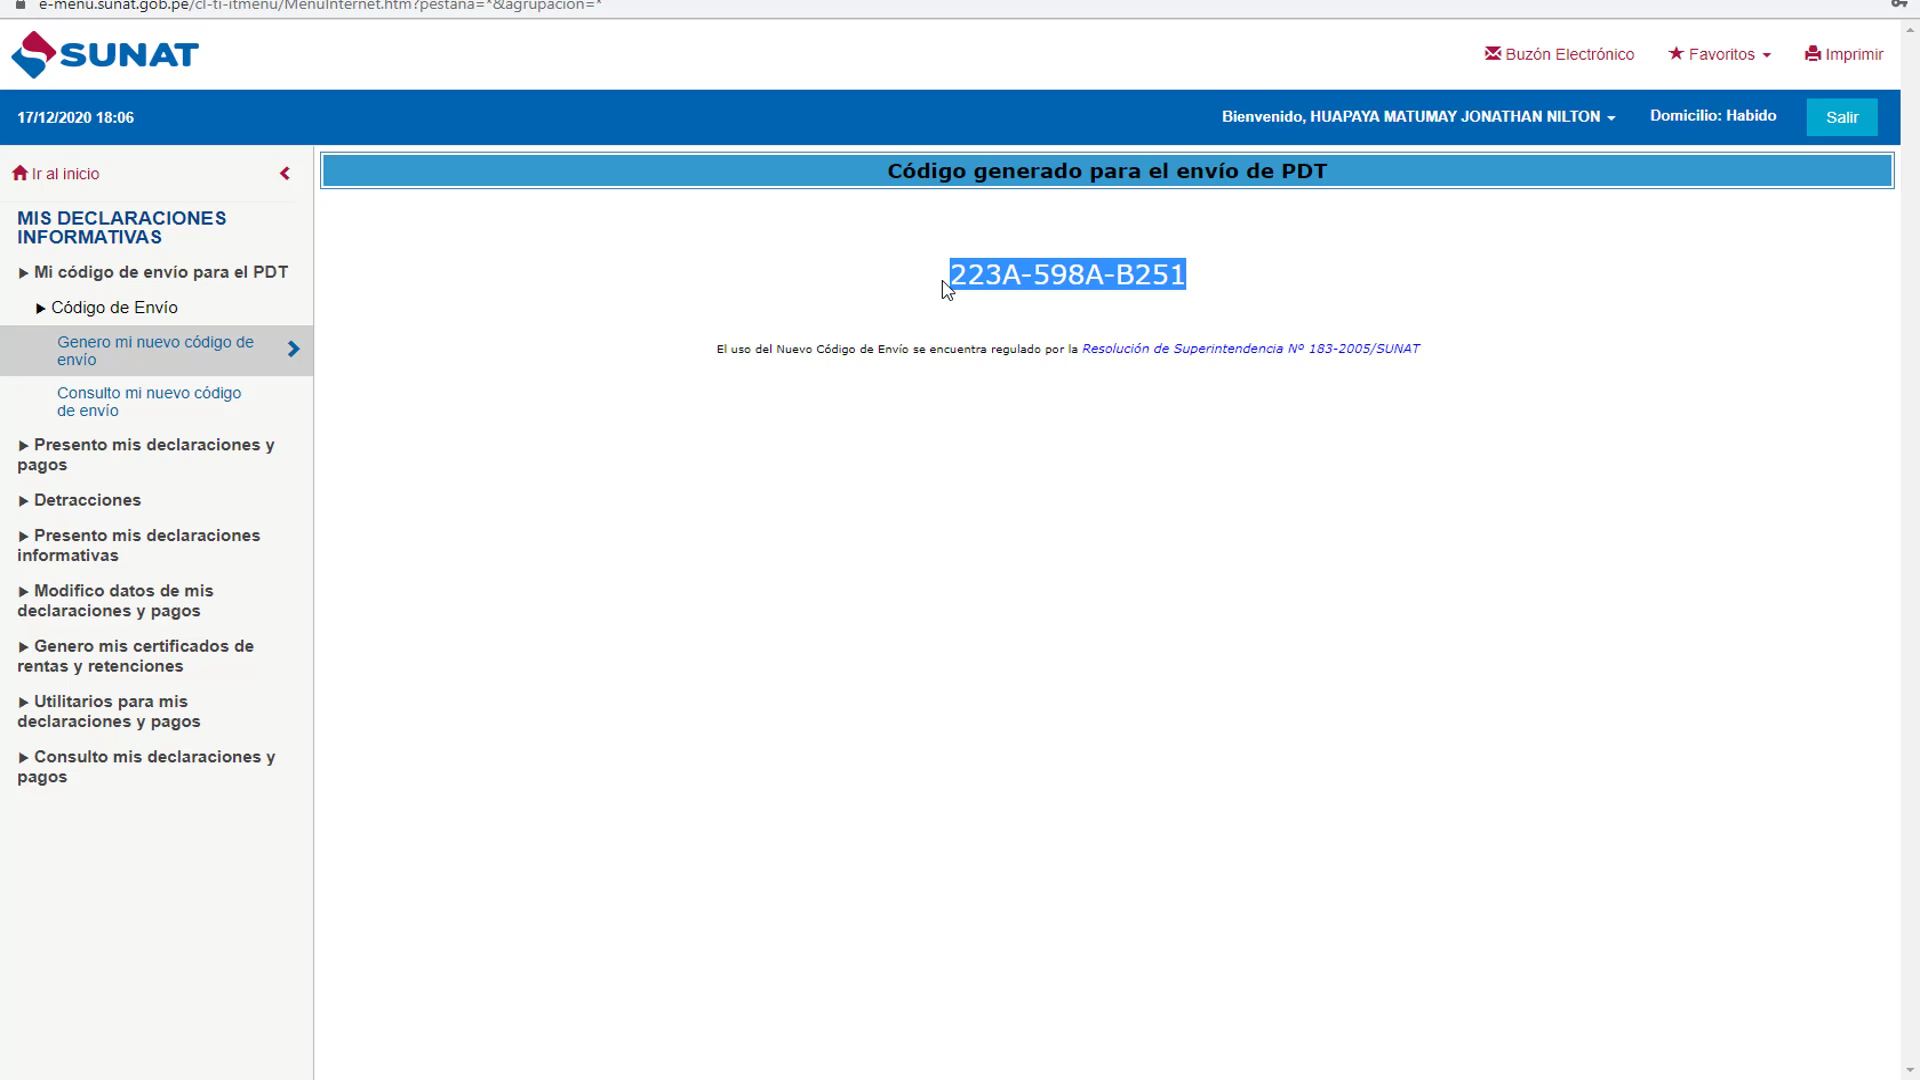 e-menu.sunat.gob.pe/cl-ti-itmenu/MenuInternet.htm?pestana=*&agrupacion=*
SUNAT
Buzón Electrónico
Favoritos
Imprimir
17/12/2020 18:06
Bienvenido, HUAPAYA MATUMAY JONATHAN NILTON
Domicilio: Habido
Salir
Ir al inicio
MIS DECLARACIONES
INFORMATIVAS
Mi código de envío para el PDT
Código de Envío
Genero mi nuevo código de
envío
Consulto mi nuevo código
de envío
Presento mis declaraciones y
pagos
Detracciones
Presento mis declaraciones
informativas
Modifico datos de mis
declaraciones y pagos
Genero mis certificados de
rentas y retenciones
Utilitarios para mis
declaraciones y pagos
Consulto mis declaraciones y
pagos
Código generado para el envío de PDT
223A-598A-B251
El uso del Nuevo Código de Envío se encuentra regulado por la Resolución de Superintendencia Nº 183-2005/SUNAT